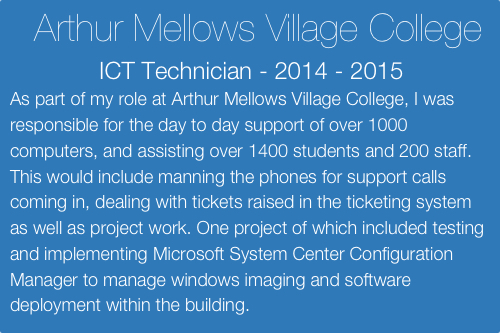 Arthur Mellows Village College
ICT Technician - 2014 - 2015
As part of my role at Arthur Mellows Village College, I was
responsible for the day to day support of over 1000
computers, and assisting over 1400 students and 200 staff.
This would include manning the phones for support calls
coming in, dealing with tickets raised in the ticketing system
as well as project work. One project of which included testing
and implementing Microsoft System Center Configuration
Manager to manage windows imaging and software
deployment within the building.